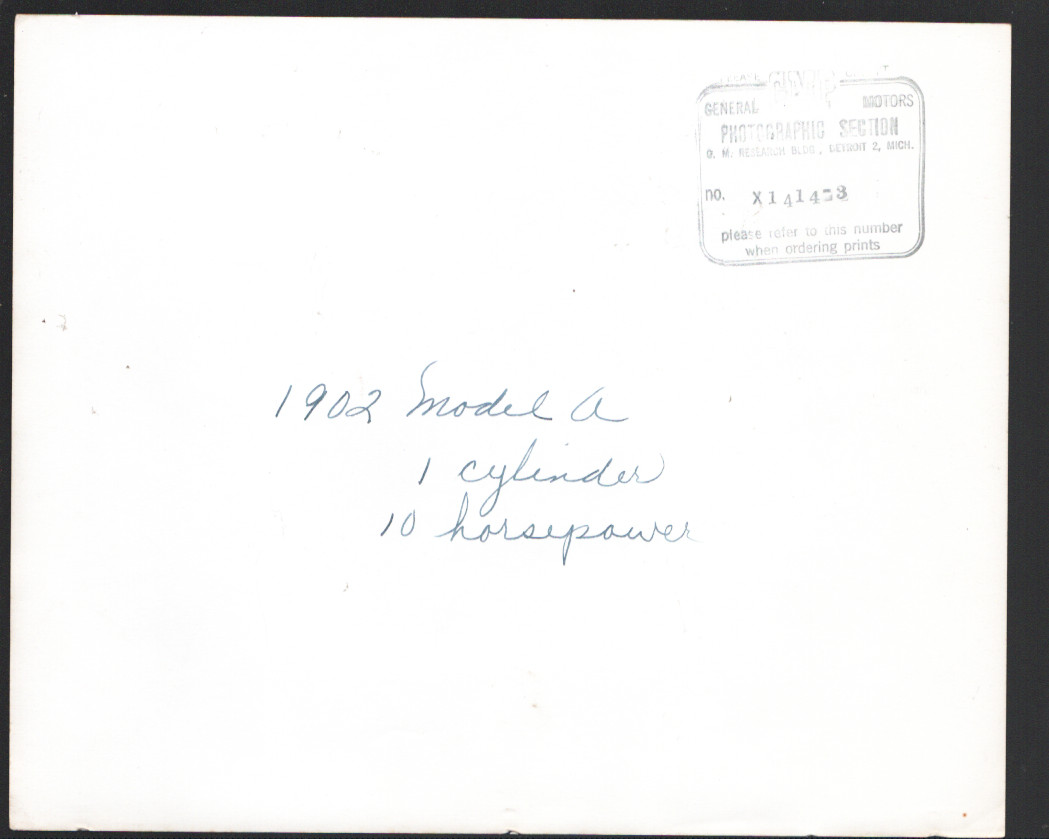 GENERAL MOTORS
PHOTOGRAPHIC SECTION
G. M. RESEARCH BLDG., DETROIT 2, MICH.
no. 
please refer to this number
when ordering prints
1902 Model A
1 cylinder
10 horsepower